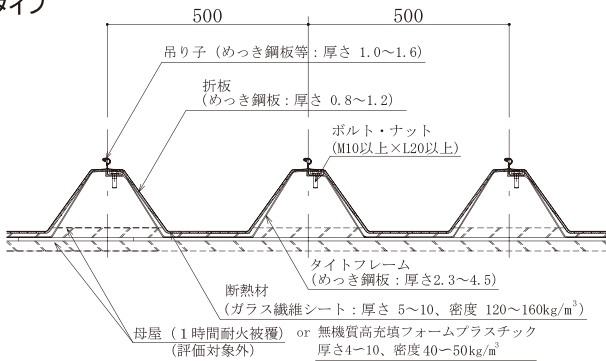 タイプ
500 500
吊り子（めっき鋼板等：厚さ 1.0〜1.6）
折板
（めっき鋼板：厚さ 0.8〜1.2）
ボルト・ナット
（M10以上×L20以上）
タイトフレーム
（めっき鋼板：厚さ2.3〜4.5）
断熱材
（ガラス繊維シート：厚さ 5〜10、密度 120〜160kg/m³）
母屋（１時間耐火被覆） or 無機質高充填フォームプラスチック
（評価対象外） 厚さ4〜10、密度40〜50kg/m³